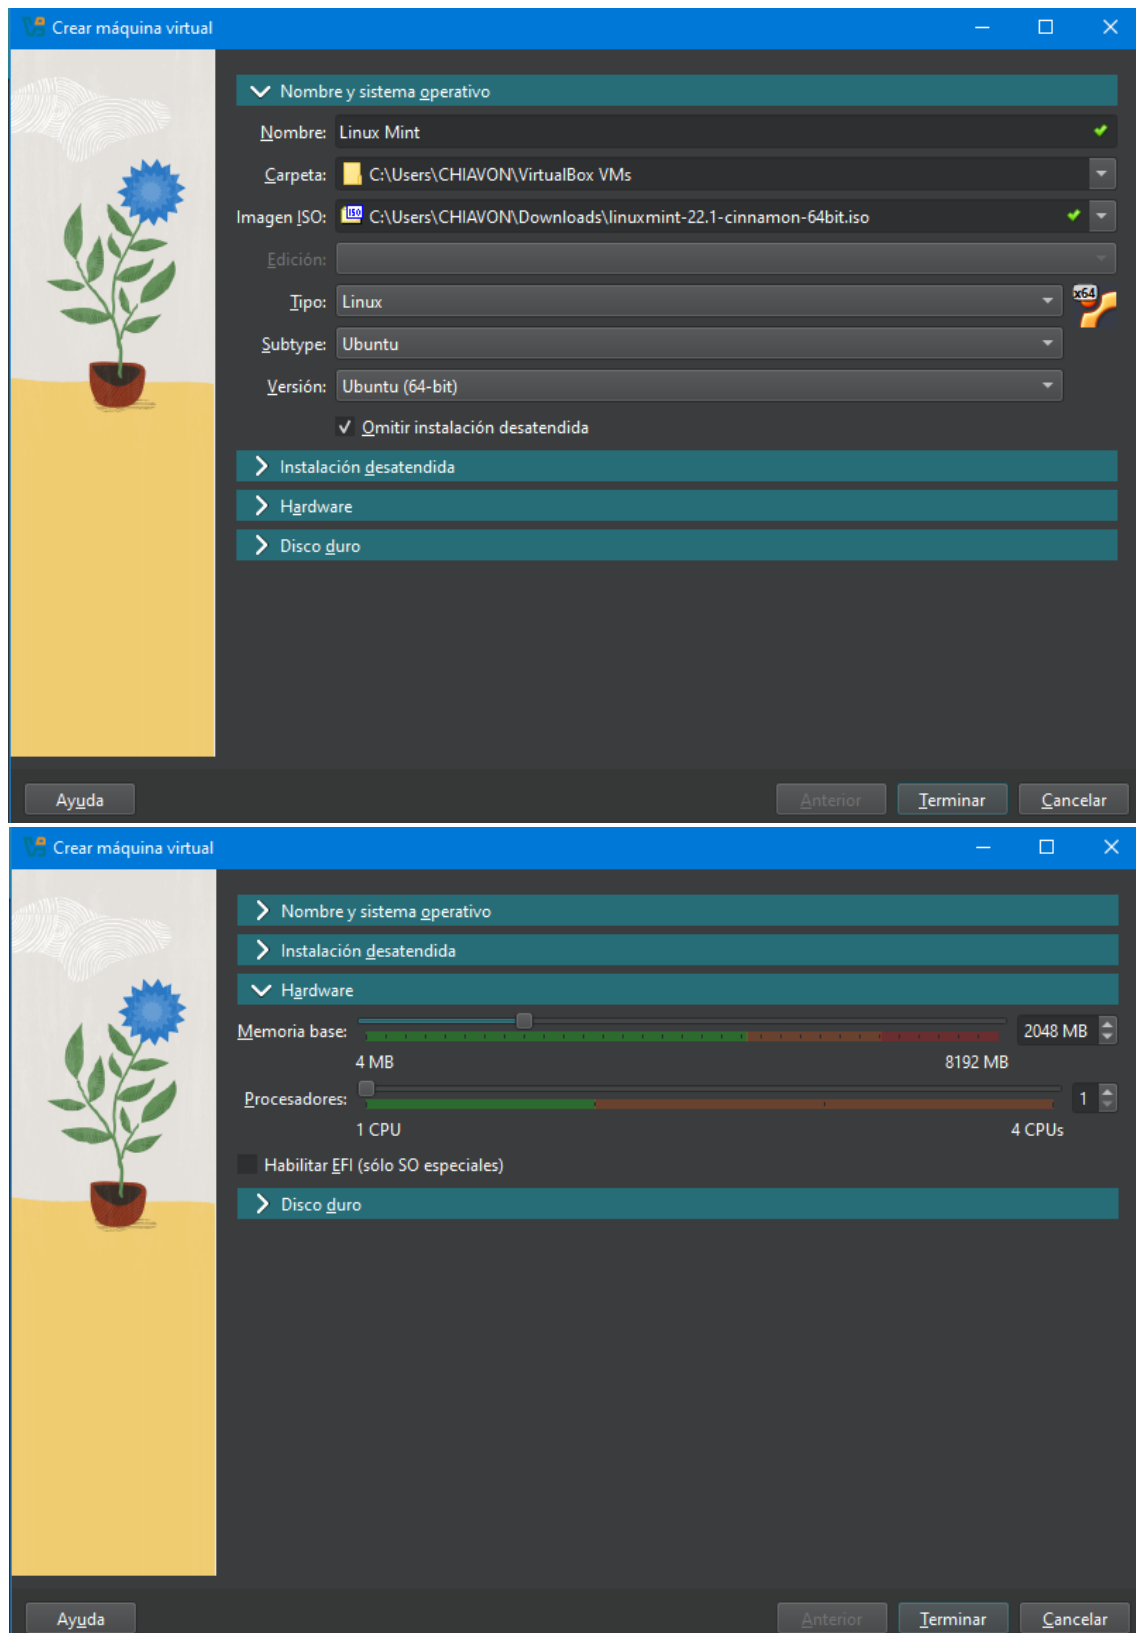 Crear máquina virtual
Nombre y sistema operativo
Nombre: Linux Mint
Carpeta: C:\Users\CHIAVON\VirtualBox VMs
Imagen ISO: ISO C:\Users\CHIAVON\Downloads\linuxmint-22.1-cinnamon-64bit.iso
Edición:
Tipo: Linux x64
Subtype: Ubuntu
Versión: Ubuntu (64-bit)
Omitir instalación desatendida
Instalación desatendida
Hardware
Disco duro
Ayuda Anterior Terminar Cancelar
Crear máquina virtual
Nombre y sistema operativo
Instalación desatendida
Hardware
Memoria base: 2048 MB
4 MB 8192 MB
Procesadores: 1
1 CPU 4 CPUs
Habilitar EFI (sólo SO especiales)
Disco duro
Ayuda Anterior Terminar Cancelar